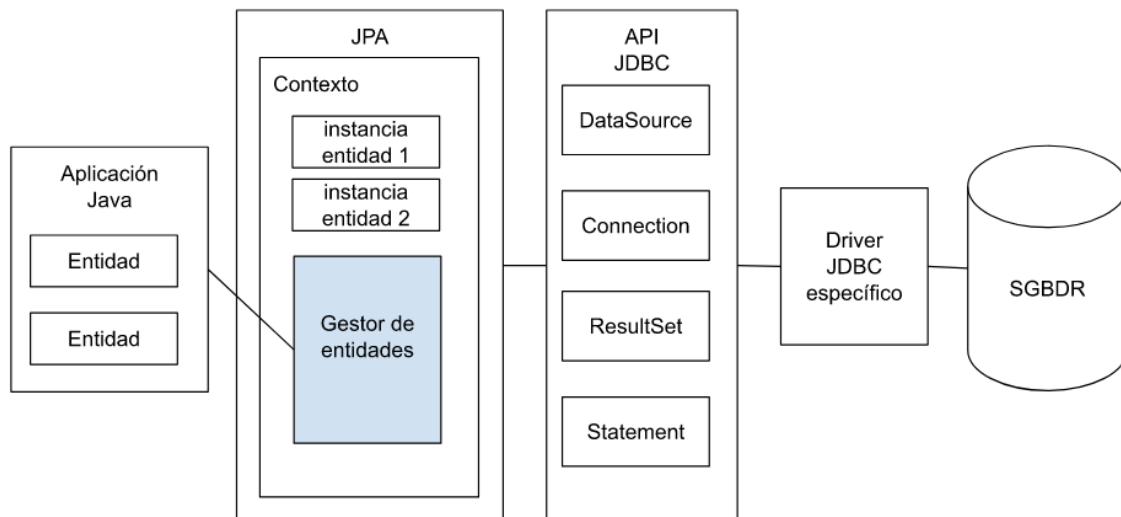 Aplicación
Java
Entidad
Entidad
JPA
Contexto
instancia
entidad 1
instancia
entidad 2
Gestor de
entidades
API
JDBC
DataSource
Connection
ResultSet
Statement
Driver
JDBC
específico
SGBDR